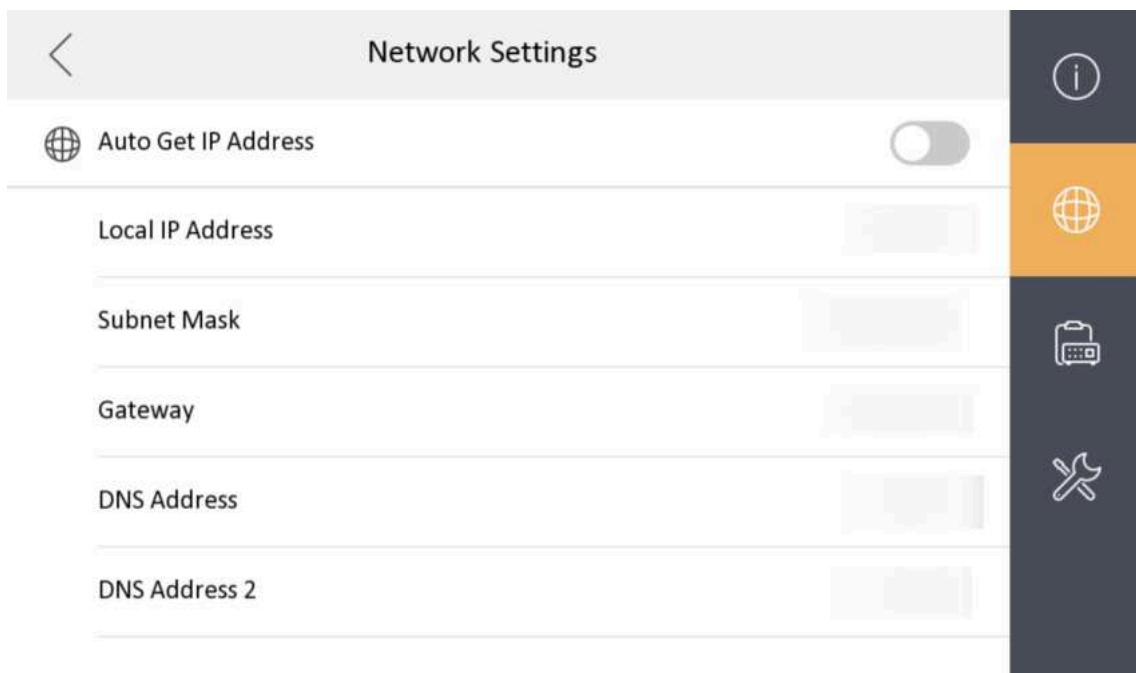 Network Settings
Auto Get IP Address
Local IP Address
Subnet Mask
Gateway
DNS Address
DNS Address 2